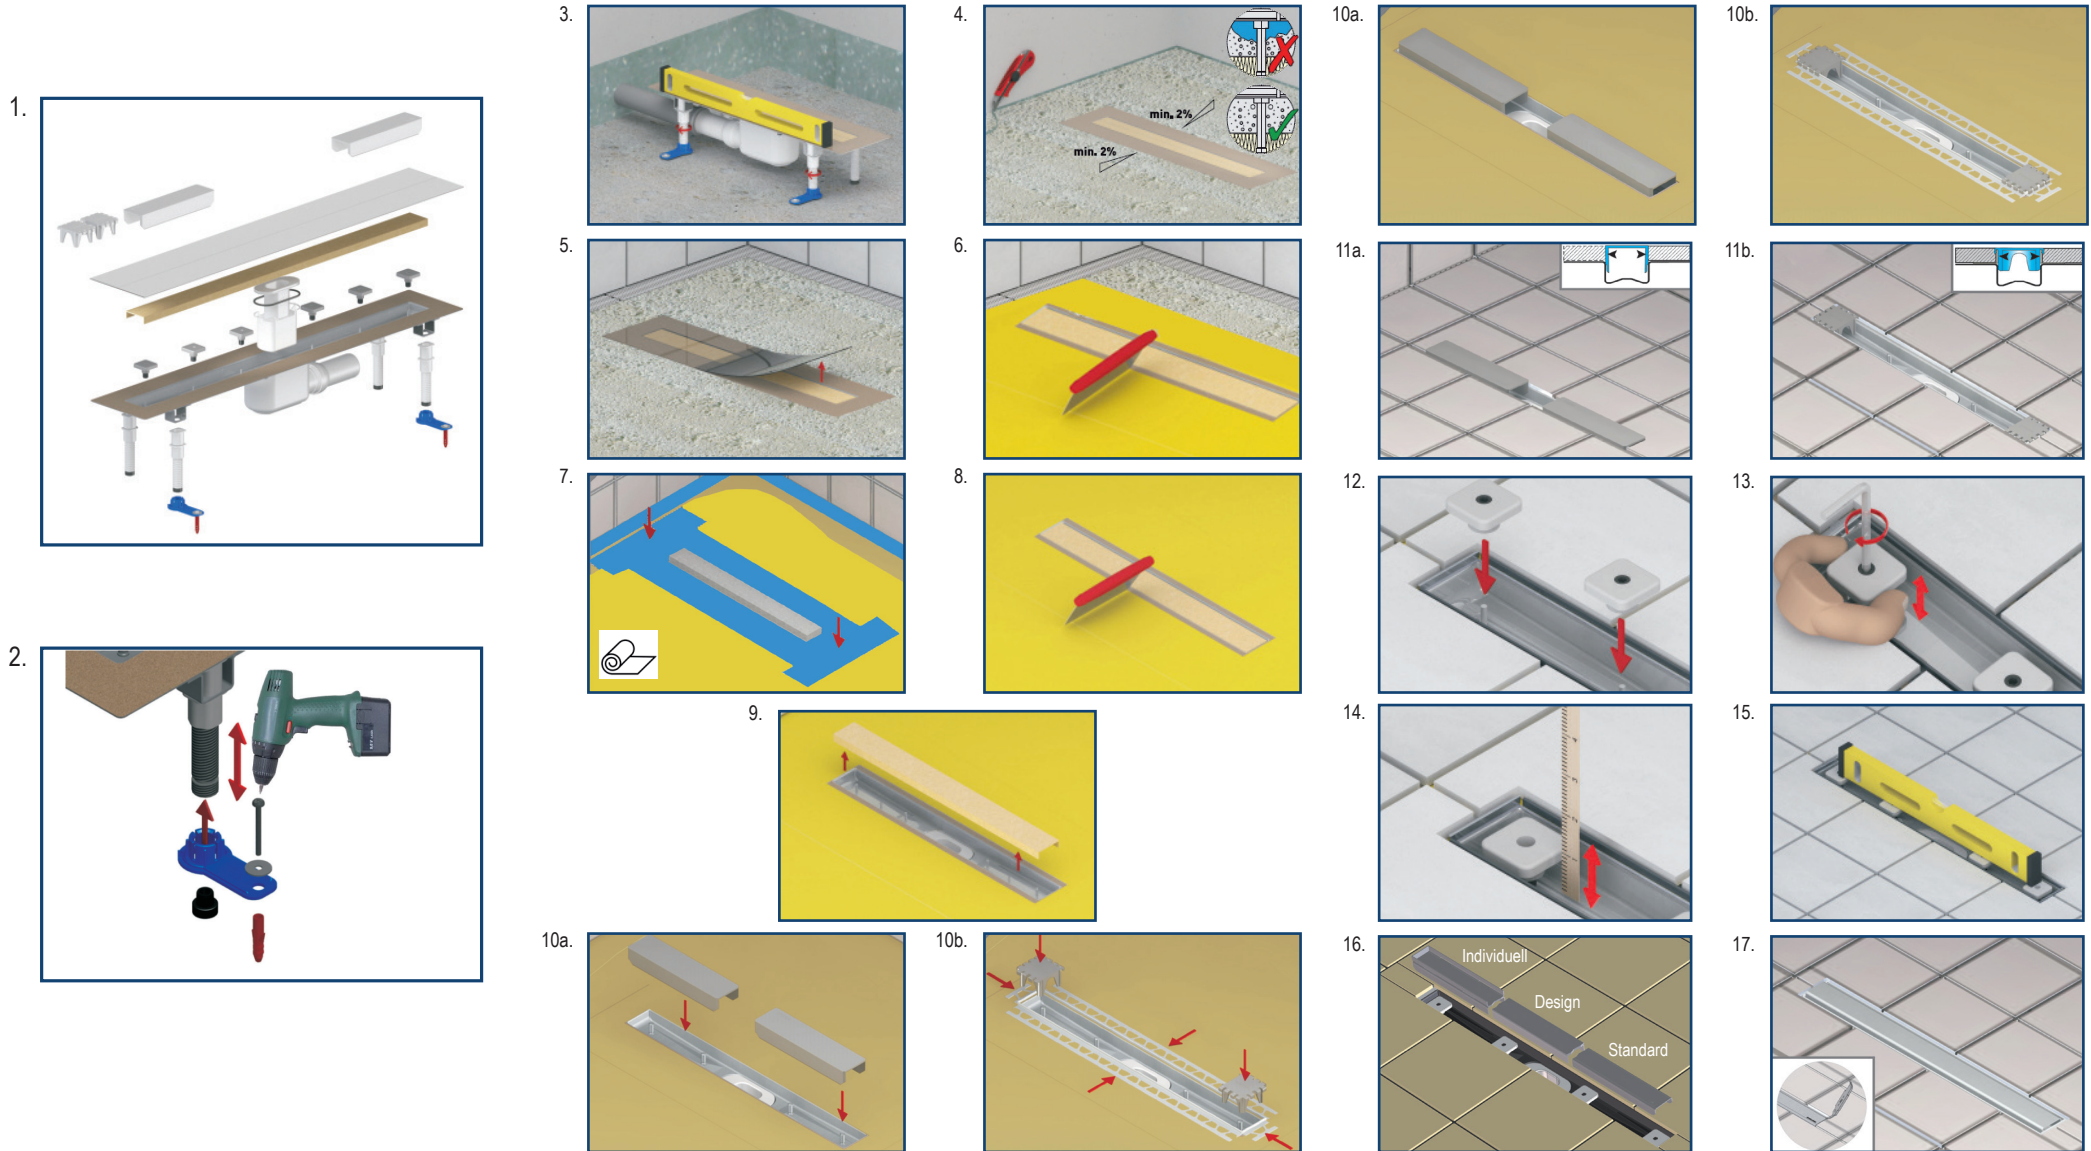 1.
2.
3.
4.
min. 2%
min. 2%
5.
6.
7.
8.
9.
10a.
10b.
10a.
10b.
11a.
11b.
12.
13.
14.
15.
16.
Individuell
Design
Standard
17.